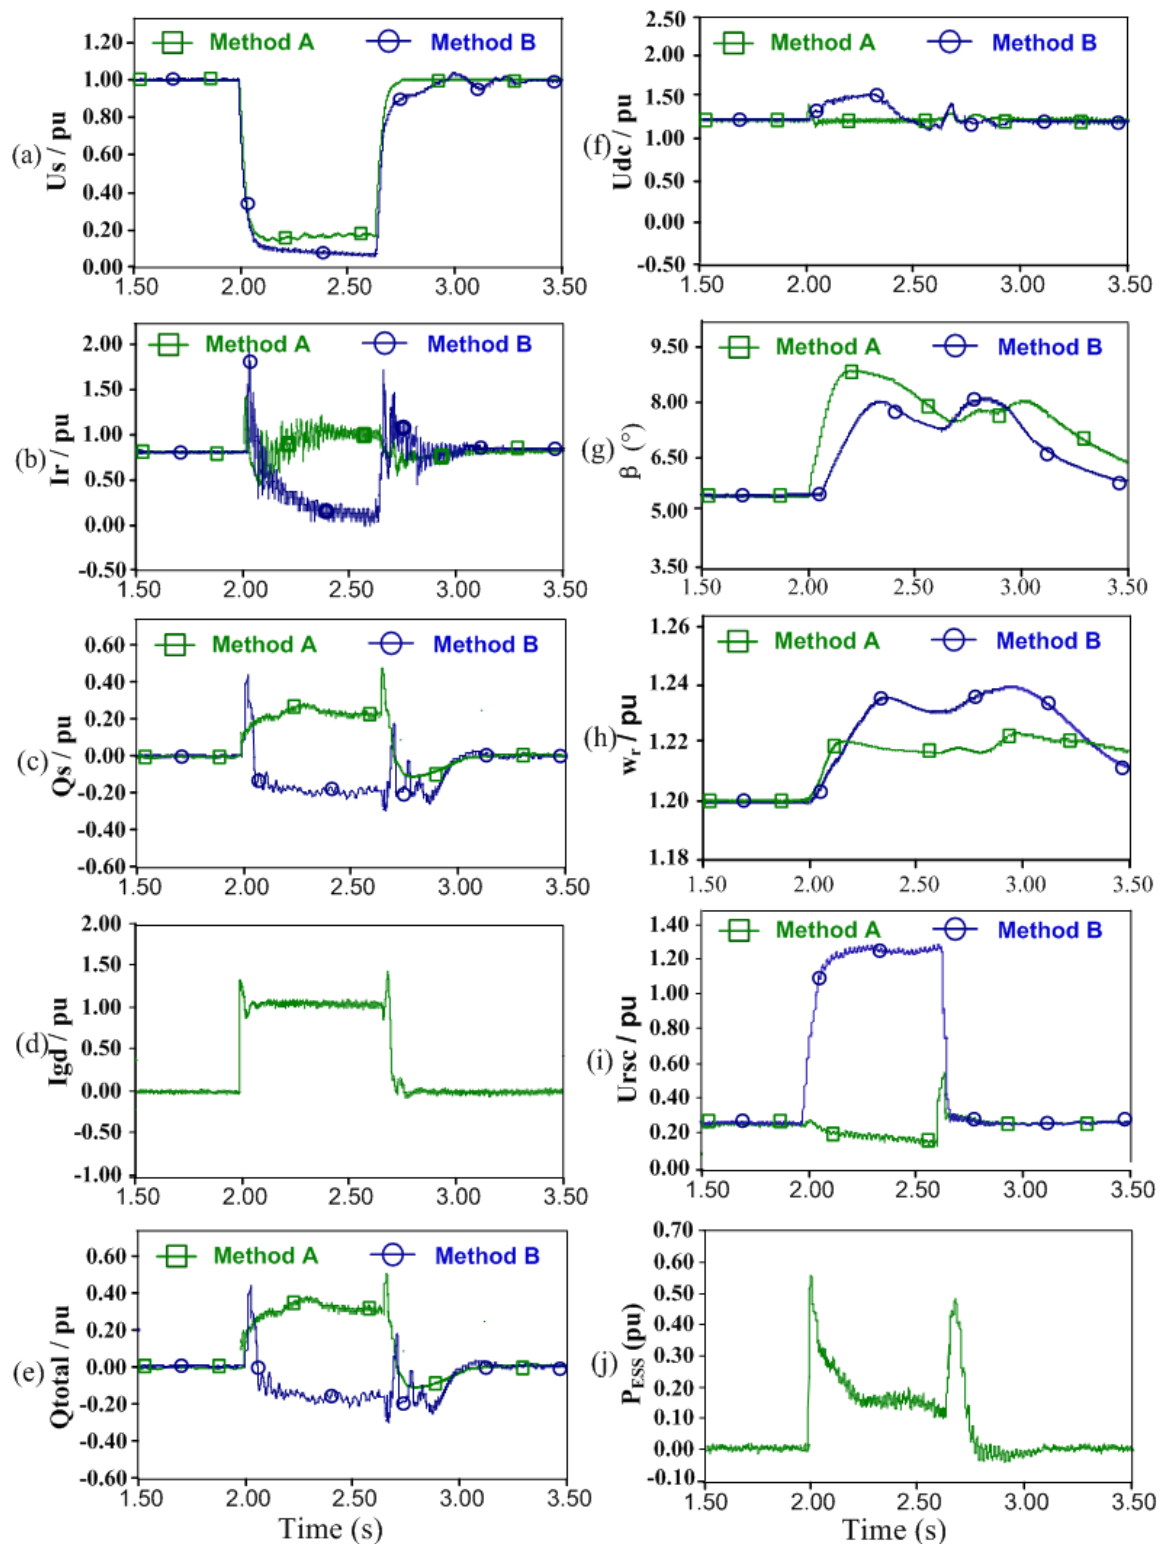 (a)
Us / pu
1.20
1.00
0.80
0.60
0.40
0.20
0.00
Method A
Method B
1.50 2.00 2.50 3.00 3.50
(f)
Udc / pu
2.50
2.00
1.50
1.00
0.50
0.00
-0.50
Method A
Method B
1.50 2.00 2.50 3.00 3.50
(b)
Ir / pu
2.00
1.50
1.00
0.50
0.00
-0.50
Method A
Method B
1.50 2.00 2.50 3.00 3.50
(g)
β (°)
9.50
8.00
6.50
5.00
3.50
Method A
Method B
1.50 2.00 2.50 3.00 3.50
(c)
Qs / pu
0.60
0.40
0.20
0.00
-0.20
-0.40
-0.60
Method A
Method B
1.50 2.00 2.50 3.00 3.50
(h)
wr / pu
1.26
1.24
1.22
1.20
1.18
Method A
Method B
1.50 2.00 2.50 3.00 3.50
(d)
Igd / pu
2.00
1.50
1.00
0.50
0.00
-0.50
-1.00
1.50 2.00 2.50 3.00 3.50
(i)
Ursc / pu
1.40
1.20
1.00
0.80
0.60
0.40
0.20
0.00
Method A
Method B
1.50 2.00 2.50 3.00 3.50
(e)
Qtotal / pu
0.60
0.40
0.20
0.00
-0.20
-0.40
-0.60
Method A
Method B
1.50 2.00 2.50 3.00 3.50
Time (s)
(j)
PESS (pu)
0.70
0.60
0.50
0.40
0.30
0.20
0.10
0.00
-0.10
1.50 2.00 2.50 3.00 3.50
Time (s)